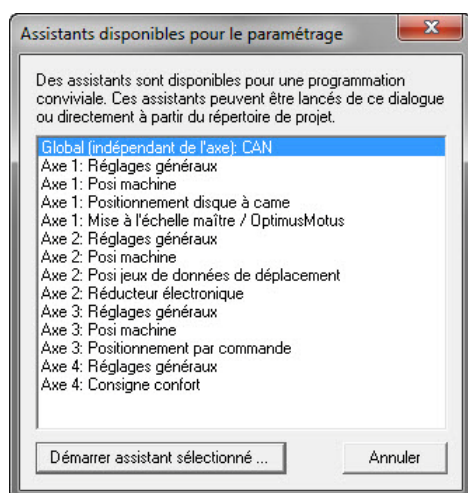 Assistants disponibles pour le paramétrage
Des assistants sont disponibles pour une programmation
conviviale. Ces assistants peuvent être lancés de ce dialogue
ou directement à partir du répertoire de projet.
Global (indépendant de l'axe): CAN
Axe 1: Réglages généraux
Axe 1: Posi machine
Axe 1: Positionnement disque à came
Axe 1: Mise à l'échelle maître / OptimusMotus
Axe 2: Réglages généraux
Axe 2: Posi machine
Axe 2: Posi jeux de données de déplacement
Axe 2: Réducteur électronique
Axe 3: Réglages généraux
Axe 3: Posi machine
Axe 3: Positionnement par commande
Axe 4: Réglages généraux
Axe 4: Consigne confort
Démarrer assistant sélectionné ...
Annuler